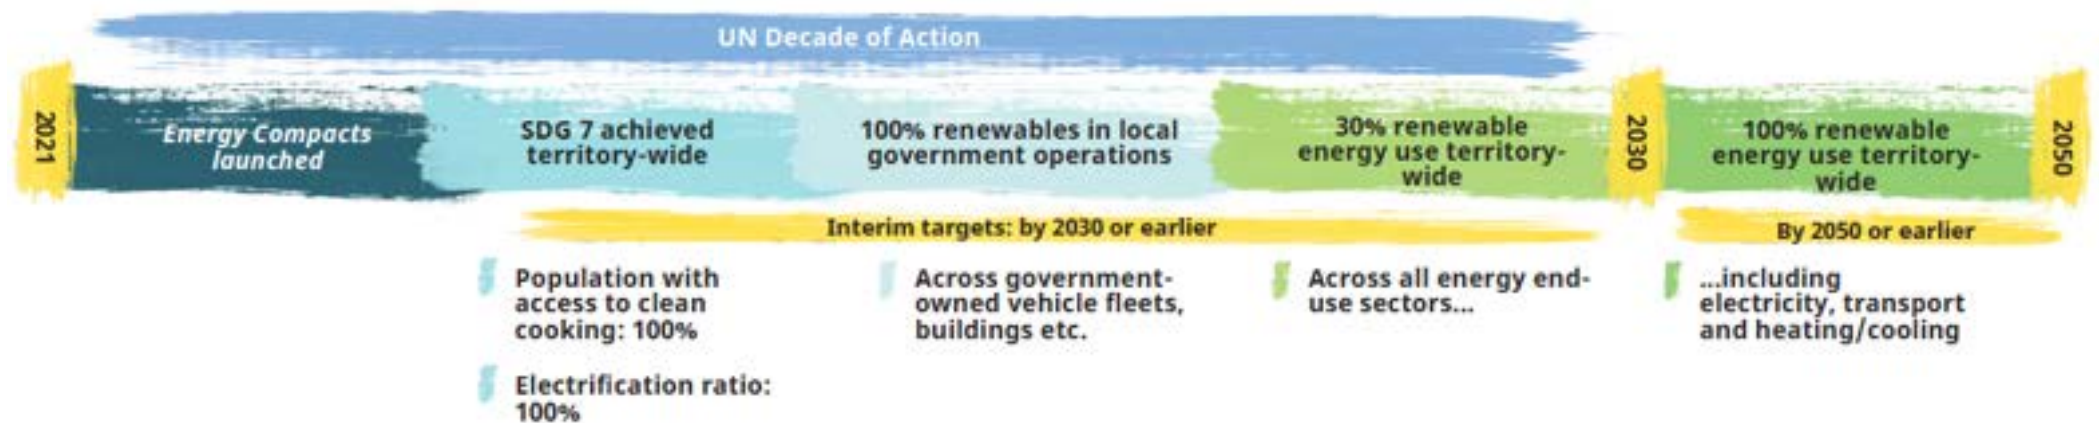 UN Decade of Action
2021
Energy Compacts
launched
SDG 7 achieved
territory-wide
100% renewables in local
government operations
30% renewable
energy use territory-
wide
2030
100% renewable
energy use territory-
wide
2050
Interim targets: by 2030 or earlier
By 2050 or earlier
Population with
access to clean
cooking: 100%
Electrification ratio:
100%
Across government-
owned vehicle fleets,
buildings etc.
Across all energy end-
use sectors...
...including
electricity, transport
and heating/cooling